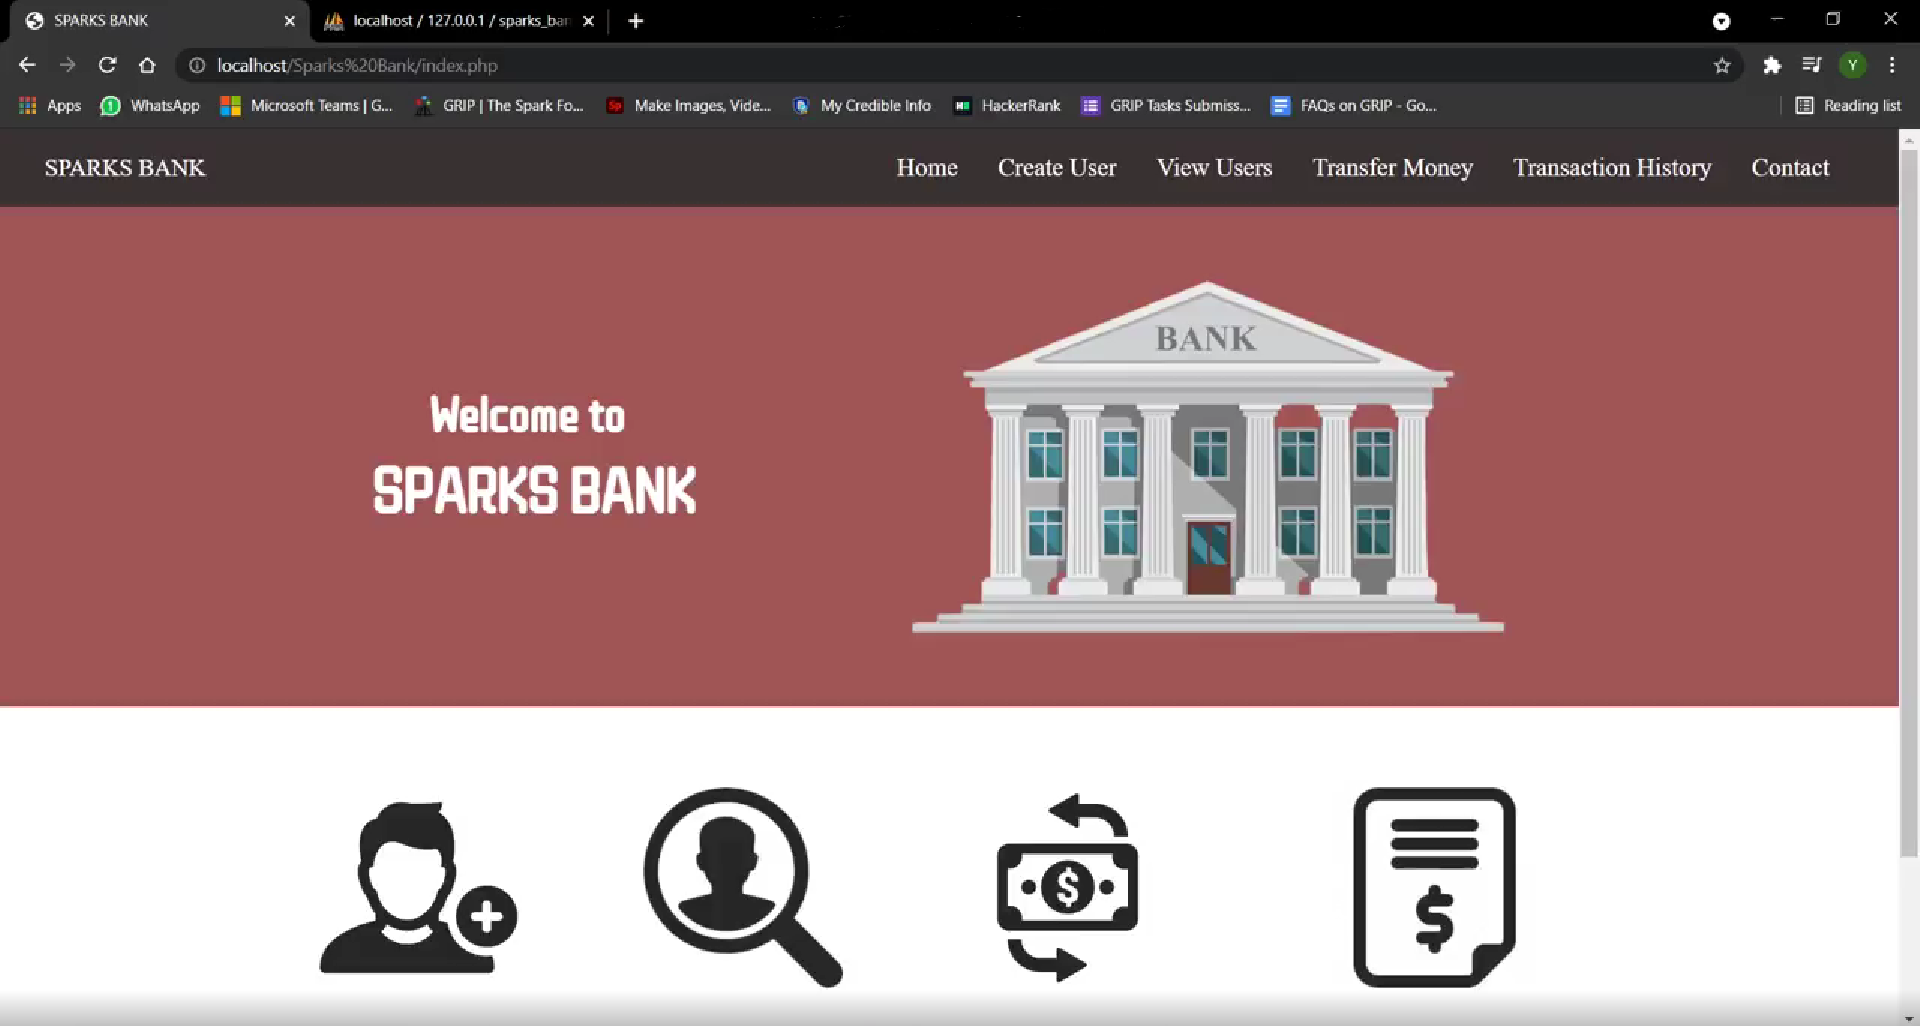 SPARKS BANK
localhost / 127.0.0.1 / sparks_ban
localhost/Sparks%20Bank/index.php
Y
Apps
WhatsApp
Microsoft Teams | G...
GRIP | The Spark Fo...
Sp
Make Images, Vide...
My Credible Info
HackerRank
GRIP Tasks Submiss...
FAQs on GRIP - Go...
Reading list
SPARKS BANK
Home
Create User
View Users
Transfer Money
Transaction History
Contact
BANK
Welcome to
SPARKS BANK
$
$